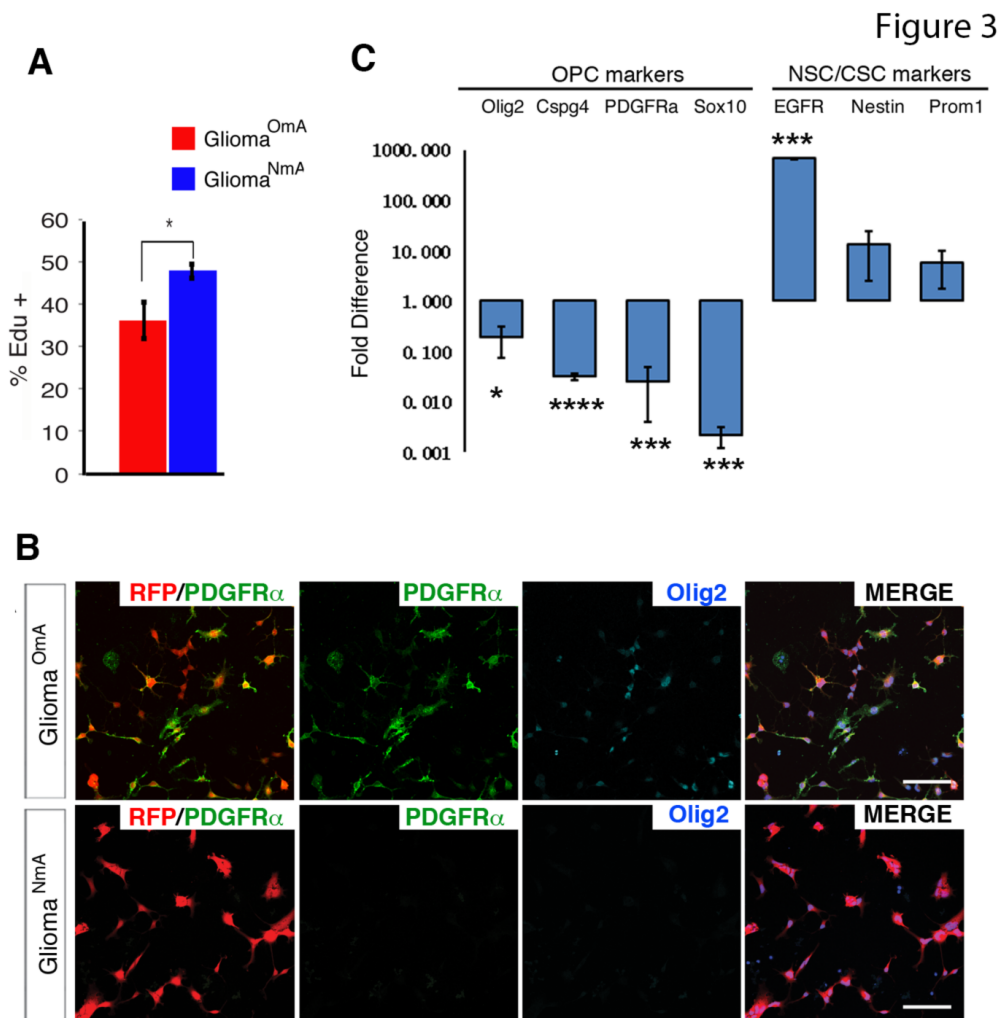 Figure 3
A
Glioma^OmA
Glioma^NmA
% Edu +
60
50
40
30
20
10
0
*
C
OPC markers
NSC/CSC markers
Olig2 Cspg4 PDGFRa Sox10 EGFR Nestin Prom1
Fold Difference
1000.000
100.000
10.000
1.000
0.100
0.010
0.001
***
*
****
***
***
B
Glioma^OmA
RFP/PDGFRα
PDGFRα
Olig2
MERGE
Glioma^NmA
RFP/PDGFRα
PDGFRα
Olig2
MERGE